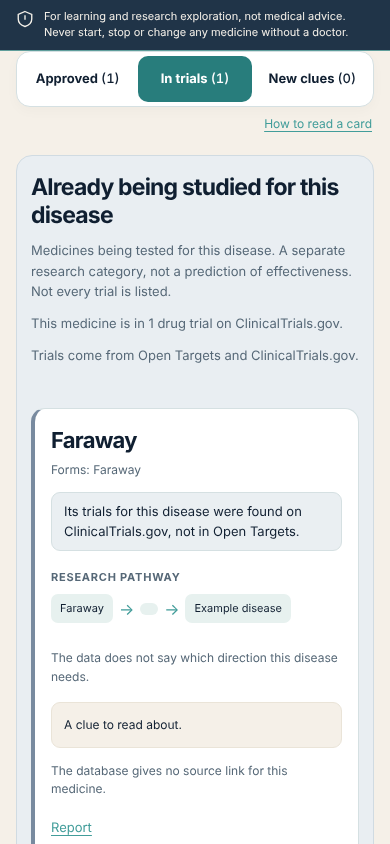 For learning and research exploration, not medical advice.
Never start, stop or change any medicine without a doctor.
Approved (1)
In trials (1)
New clues (0)
How to read a card
Already being studied for this
disease
Medicines being tested for this disease. A separate
research category, not a prediction of effectiveness.
Not every trial is listed.
This medicine is in 1 drug trial on ClinicalTrials.gov.
Trials come from Open Targets and ClinicalTrials.gov.
Faraway
Forms: Faraway
Its trials for this disease were found on
ClinicalTrials.gov, not in Open Targets.
RESEARCH PATHWAY
Faraway → → Example disease
The data does not say which direction this disease
needs.
A clue to read about.
The database gives no source link for this
medicine.
Report